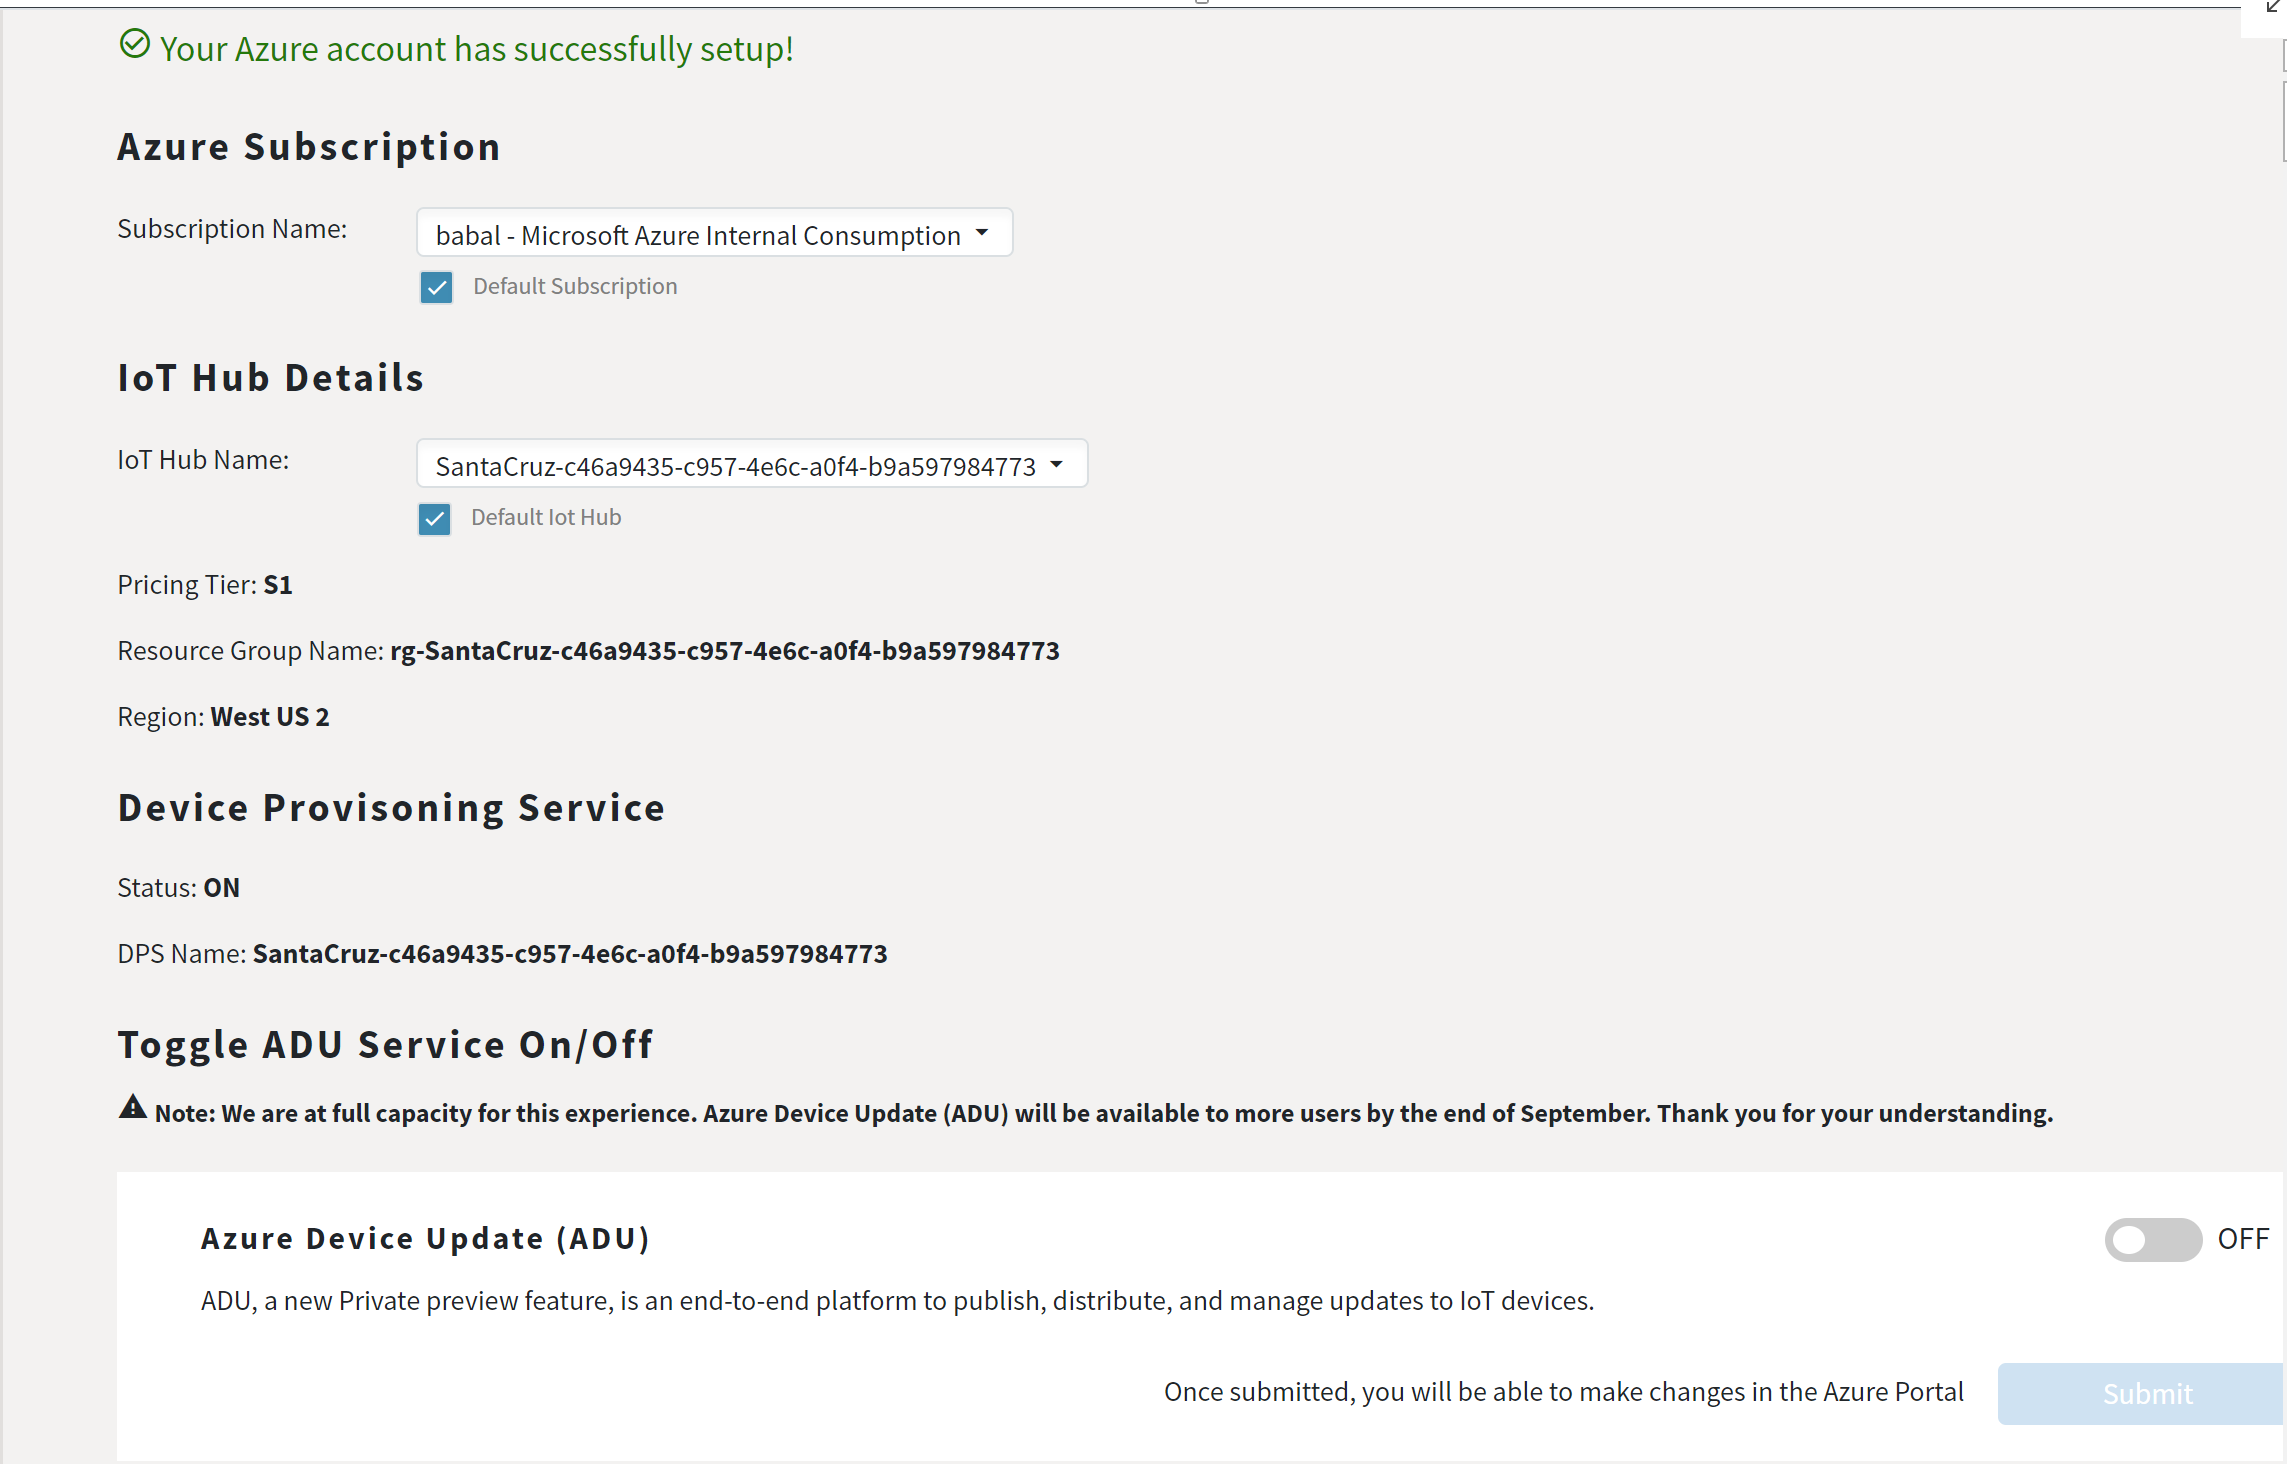 Your Azure account has successfully setup!
Azure Subscription
Subscription Name:
babal - Microsoft Azure Internal Consumption
Default Subscription
IoT Hub Details
IoT Hub Name:
SantaCruz-c46a9435-c957-4e6c-a0f4-b9a597984773
Default Iot Hub
Pricing Tier: S1
Resource Group Name: rg-SantaCruz-c46a9435-c957-4e6c-a0f4-b9a597984773
Region: West US 2
Device Provisoning Service
Status: ON
DPS Name: SantaCruz-c46a9435-c957-4e6c-a0f4-b9a597984773
Toggle ADU Service On/Off
Note: We are at full capacity for this experience. Azure Device Update (ADU) will be available to more users by the end of September. Thank you for your understanding.
Azure Device Update (ADU)
OFF
ADU, a new Private preview feature, is an end-to-end platform to publish, distribute, and manage updates to IoT devices.
Once submitted, you will be able to make changes in the Azure Portal
Submit